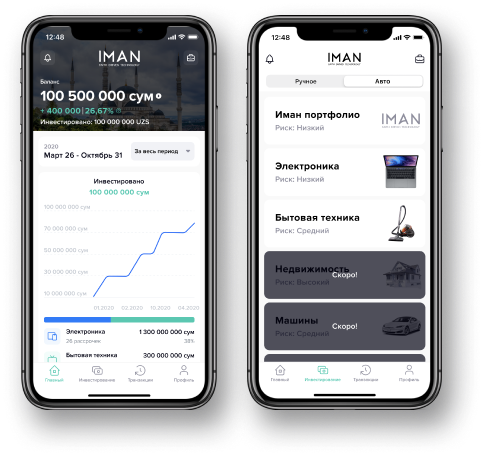 12:48
IMAN
Баланс
100 500 000 сум
+ 400 000 | 26,67%
Инвестировано: 100 000 000 UZS
2020
Март 26 - Октябрь 31
За весь период
Инвестировано
100 000 000 сум
100 000 000 сум
70 000 000 сум
50 000 000 сум
30 000 000 сум
10 000 000 сум
01.2020 02.2020 10.2020 04.2020
Электроника
1 300 000 000 сум
26 рассрочек
38%
Бытовая техника
300 000 000 сум
Главный
Инвестирование
Транзакции
Профиль
12:48
IMAN
Ручное
Авто
Иман портфолио
Риск: Низкий
IMAN
Электроника
Риск: Низкий
Бытовая техника
Риск: Средний
Недвижимость
Риск: Высокий
Скоро!
Машины
Риск: Средний
Скоро!
Главный
Инвестирование
Транзакции
Профиль